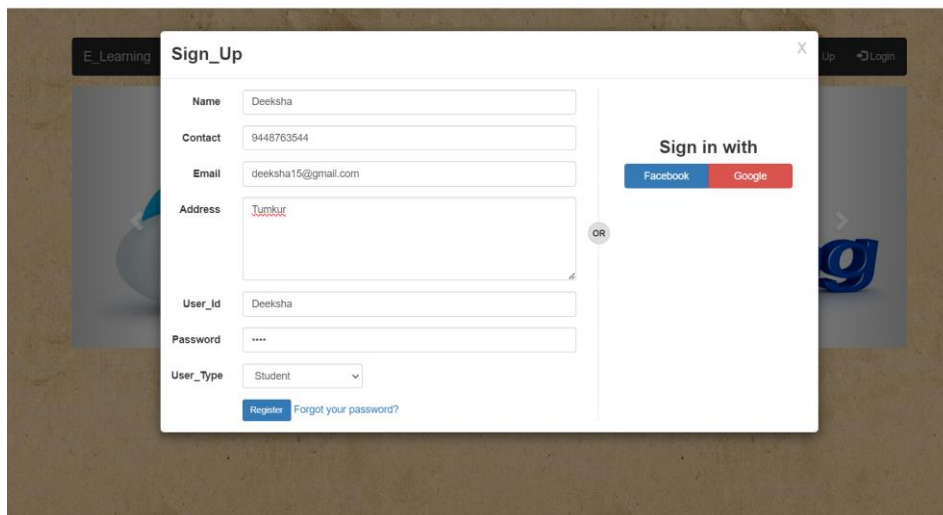 E_Learning
Sign_Up
X
Up
Login
Name
Deeksha
Contact
9448763544
Email
deeksha15@gmail.com
Address
Tumkur
User_Id
Deeksha
Password
••••
User_Type
Student
Register Forgot your password?
OR
Sign in with
Facebook Google
g